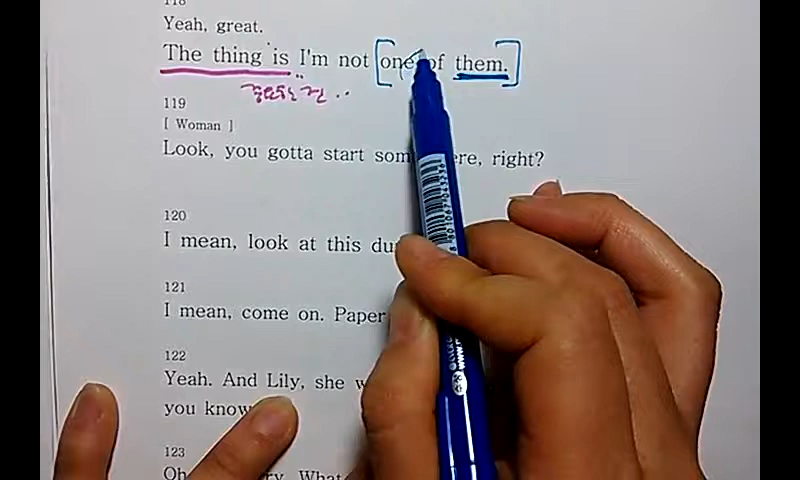 118
Yeah, great.
The thing is I'm not [one of them.]
중요한건..
119
[ Woman ]
Look, you gotta start som ere, right?
120
I mean, look at this du
121
I mean, come on. Paper
122
Yeah. And Lily, she w
you know
123
Oh